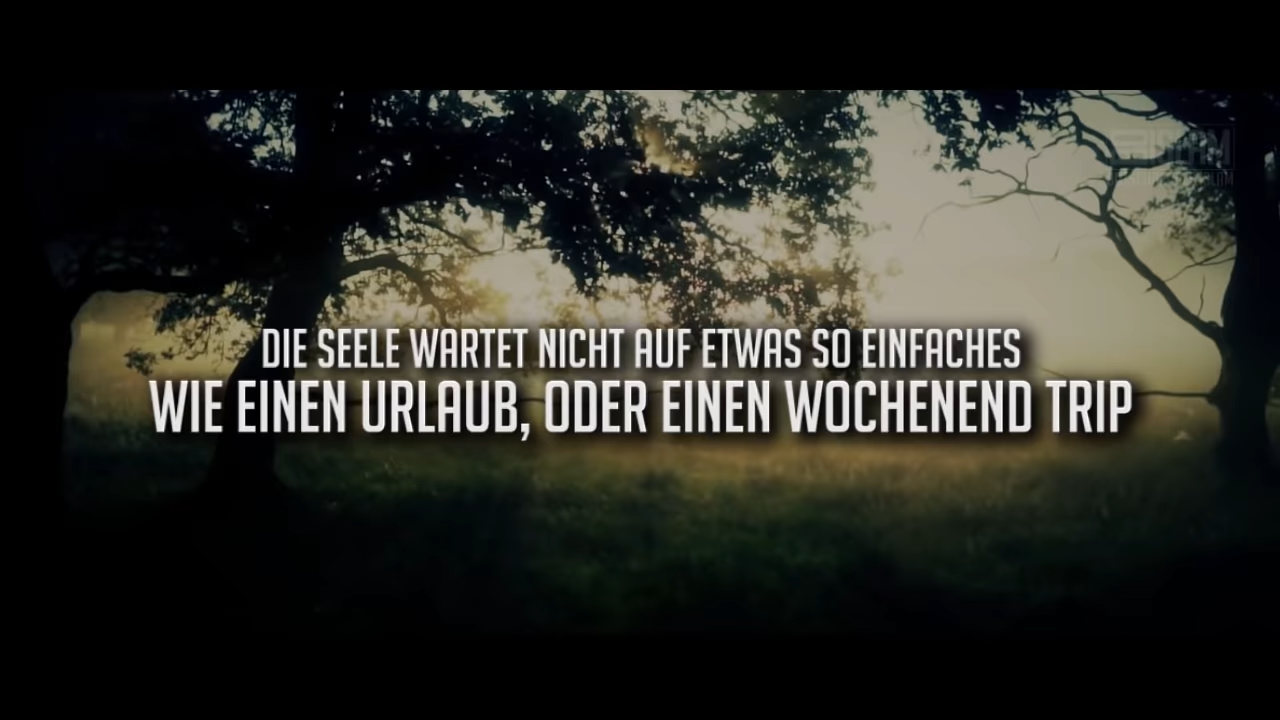 DIE SEELE WARTET NICHT AUF ETWAS SO EINFACHES
WIE EINEN URLAUB, ODER EINEN WOCHENEND TRIP